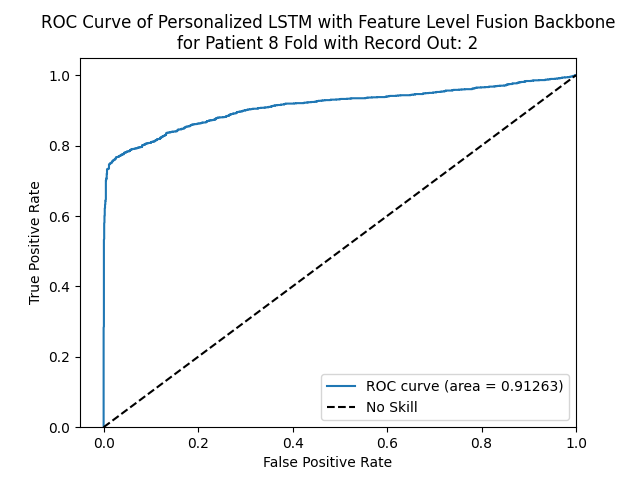 ROC Curve of Personalized LSTM with Feature Level Fusion Backbone
for Patient 8 Fold with Record Out: 2
1.0
0.8
0.6
0.4
0.2
0.0
True Positive Rate
ROC curve (area = 0.91263)
No Skill
0.0 0.2 0.4 0.6 0.8 1.0
False Positive Rate